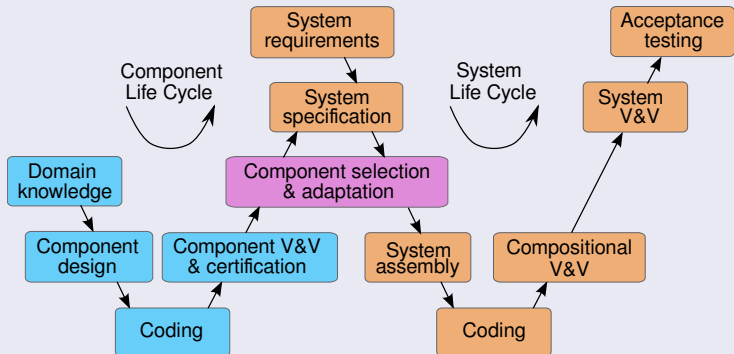 System
requirements
Acceptance
testing
Component
Life Cycle
System
Life Cycle
System
specification
System
V&V
Domain
knowledge
Component selection
& adaptation
Component
design
Component V&V
& certification
System
assembly
Compositional
V&V
Coding
Coding